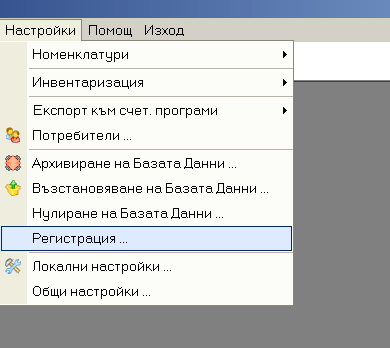 Настройки Помощ Изход
Номенклатури
Инвентаризация
Експорт към счет. програми
Потребители ...
Архивиране на Базата Данни ...
Възстановяване на Базата Данни ...
Нулиране на Базата Данни ...
Регистрация ...
Локални настройки ...
Общи настройки ...